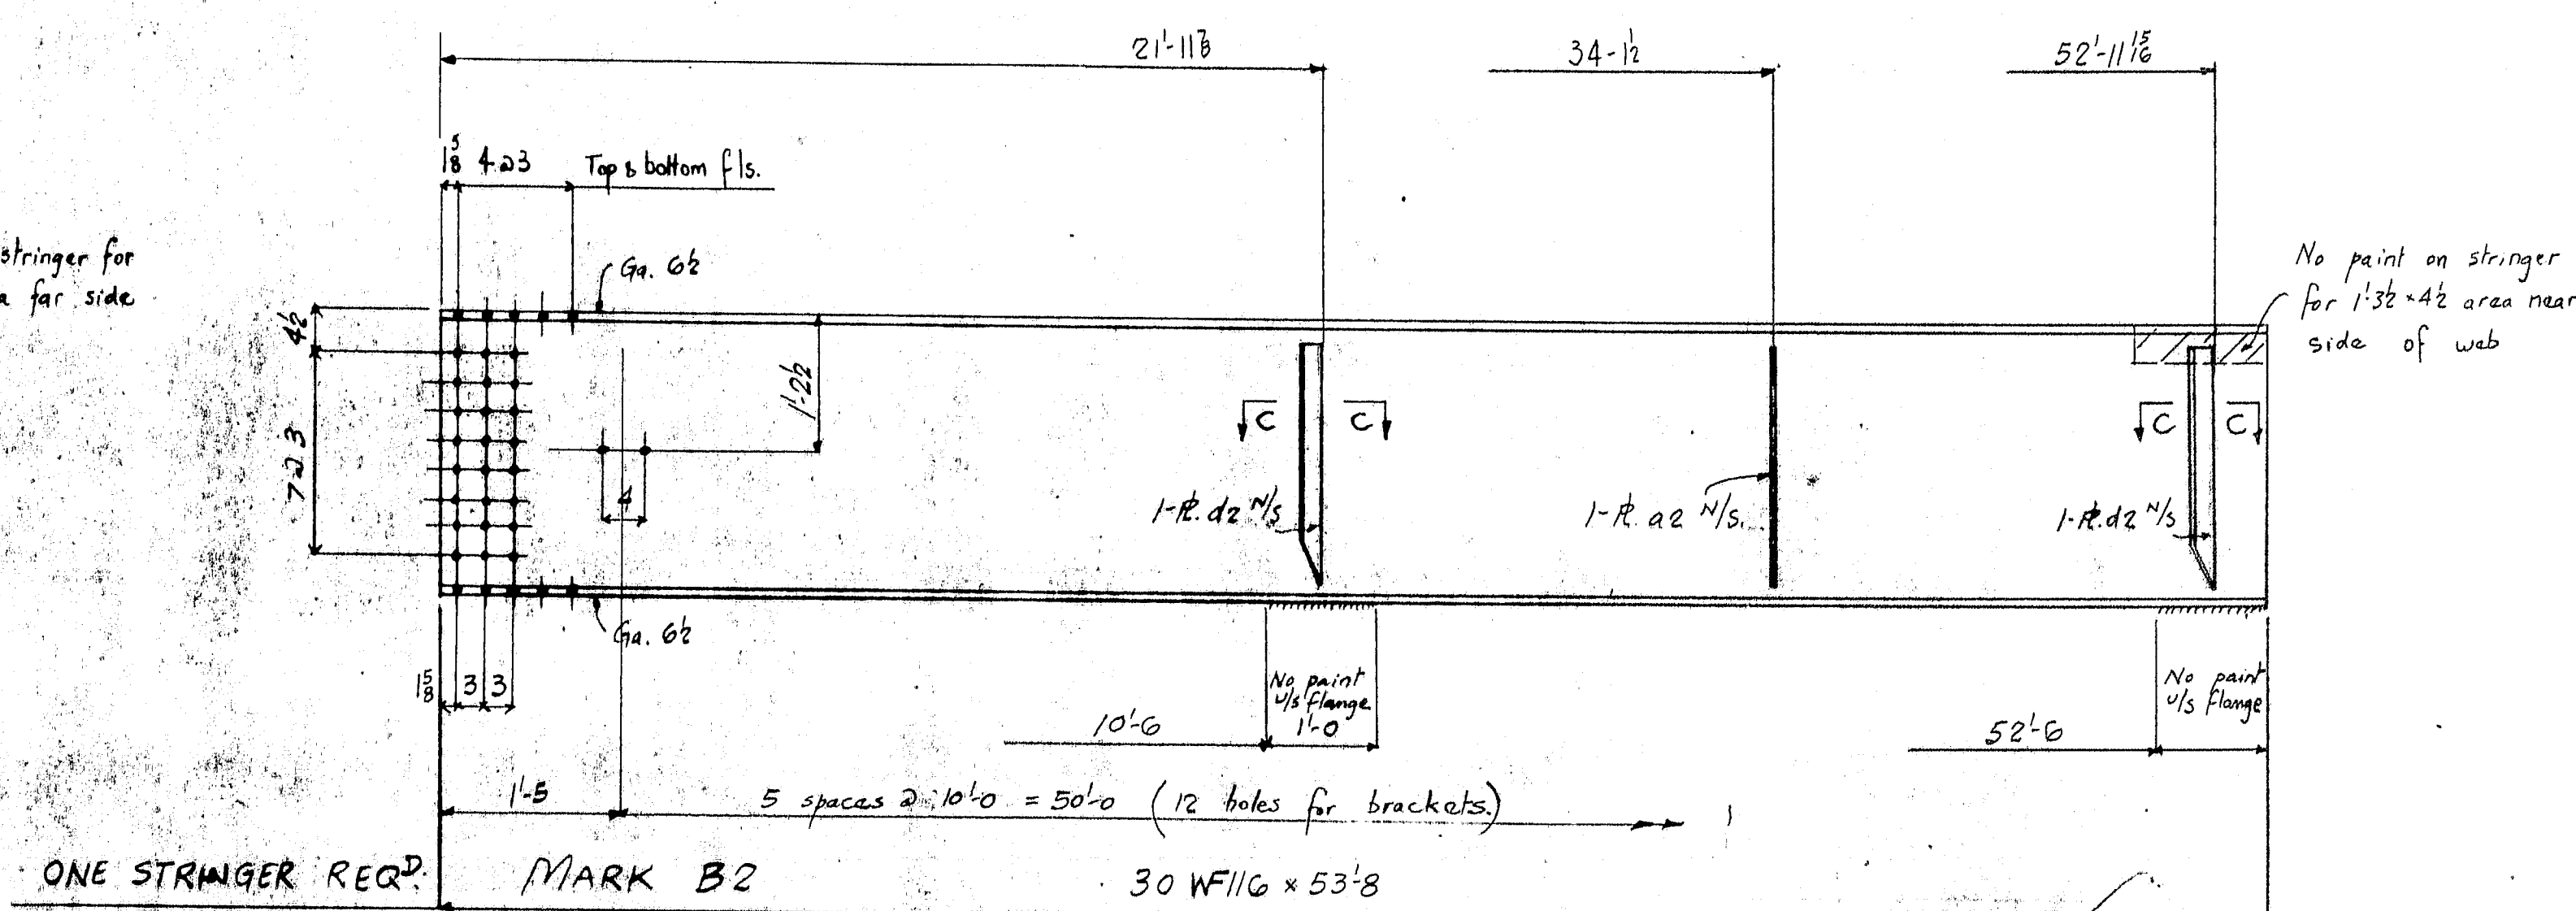 21'-11⅞
34-1½
52'-11 15/16
1⅝ 4@3 Top & bottom fls.
stringer for
a far side
Ga. 6½
No paint on stringer
for 1'-3½ × 4½ area near
side of web
4½
1'-2½
7@3
C C
C C
4
1-PL. d2 N/S
1-PL. a2 N/S.
1-PL. d2 N/S
Ga. 6½
1⅝ 3 3
No paint
u/s flange
1'-0
No paint
u/s flange
10'-6
52'-6
1'-5
5 spaces @ 10'-0 = 50'-0 (12 holes for brackets.)
ONE STRINGER REQD. MARK B2 30 WF116 × 53'-8